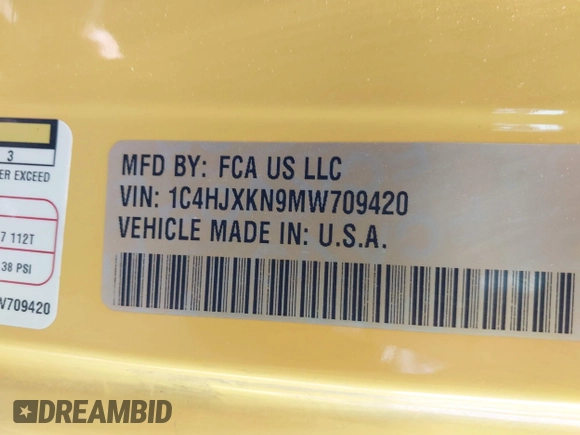 3
ER EXCEED
7 112T
38 PSI
W709420
MFD BY: FCA US LLC
VIN: 1C4HJXKN9MW709420
VEHICLE MADE IN: U.S.A.
DREAMBID